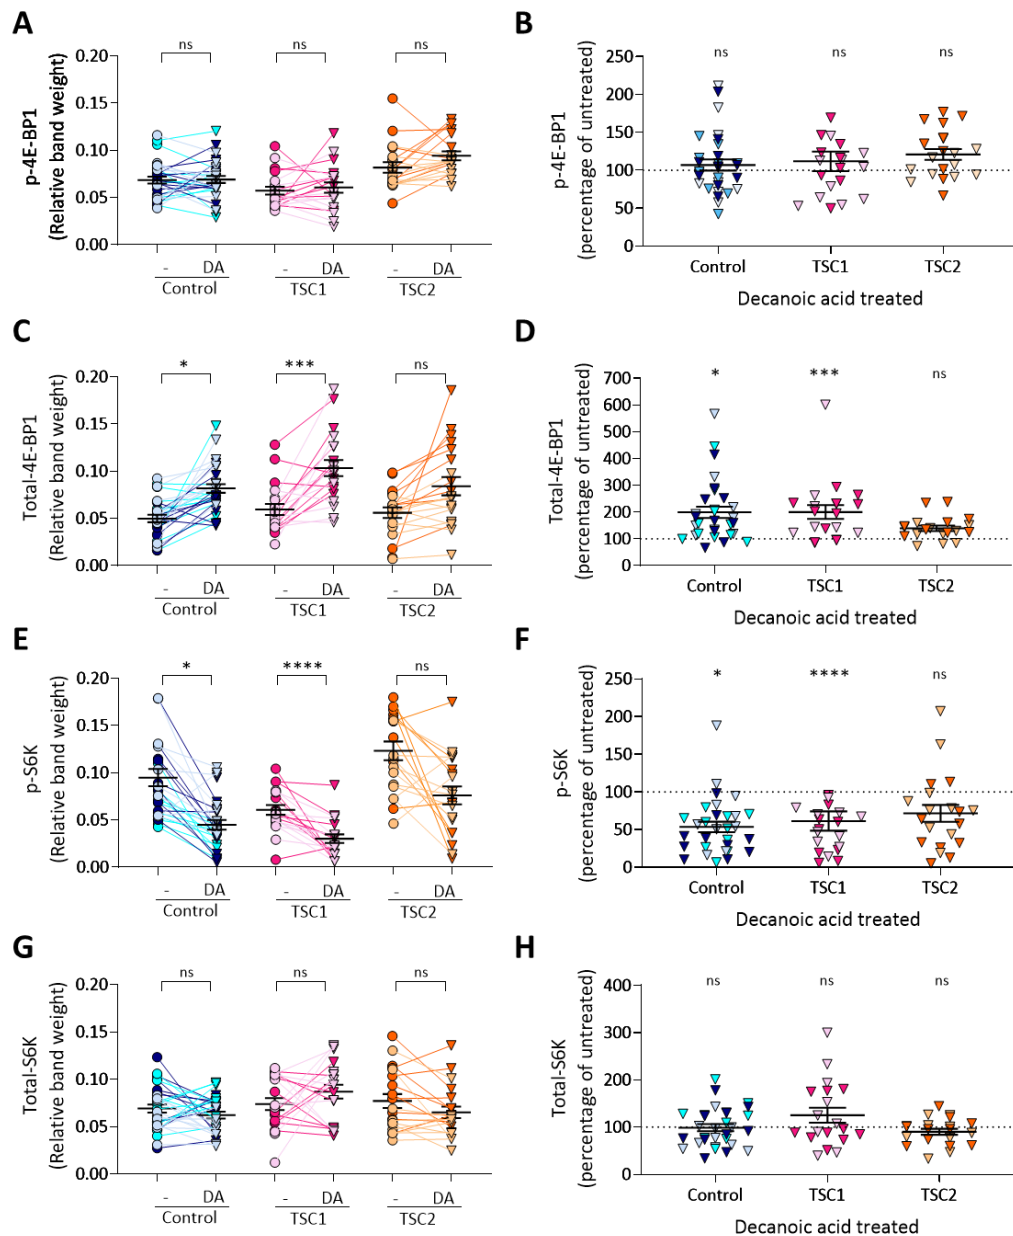 A
p-4E-BP1
(Relative band weight)
0.20
0.15
0.10
0.05
0.00
ns
ns
ns
- DA
- DA
- DA
Control
TSC1
TSC2
B
p-4E-BP1
(percentage of untreated)
250
200
150
100
50
0
ns
ns
ns
Control
TSC1
TSC2
Decanoic acid treated
C
Total-4E-BP1
(Relative band weight)
0.20
0.15
0.10
0.05
0.00
*
***
ns
- DA
- DA
- DA
Control
TSC1
TSC2
D
Total-4E-BP1
(percentage of untreated)
700
600
500
400
300
200
100
0
*
***
ns
Control
TSC1
TSC2
Decanoic acid treated
E
p-S6K
(Relative band weight)
0.20
0.15
0.10
0.05
0.00
*
****
ns
- DA
- DA
- DA
Control
TSC1
TSC2
F
p-S6K
(percentage of untreated)
250
200
150
100
50
0
*
****
ns
Control
TSC1
TSC2
Decanoic acid treated
G
Total-S6K
(Relative band weight)
0.20
0.15
0.10
0.05
0.00
ns
ns
ns
- DA
- DA
- DA
Control
TSC1
TSC2
H
Total-S6K
(percentage of untreated)
400
300
200
100
0
ns
ns
ns
Control
TSC1
TSC2
Decanoic acid treated